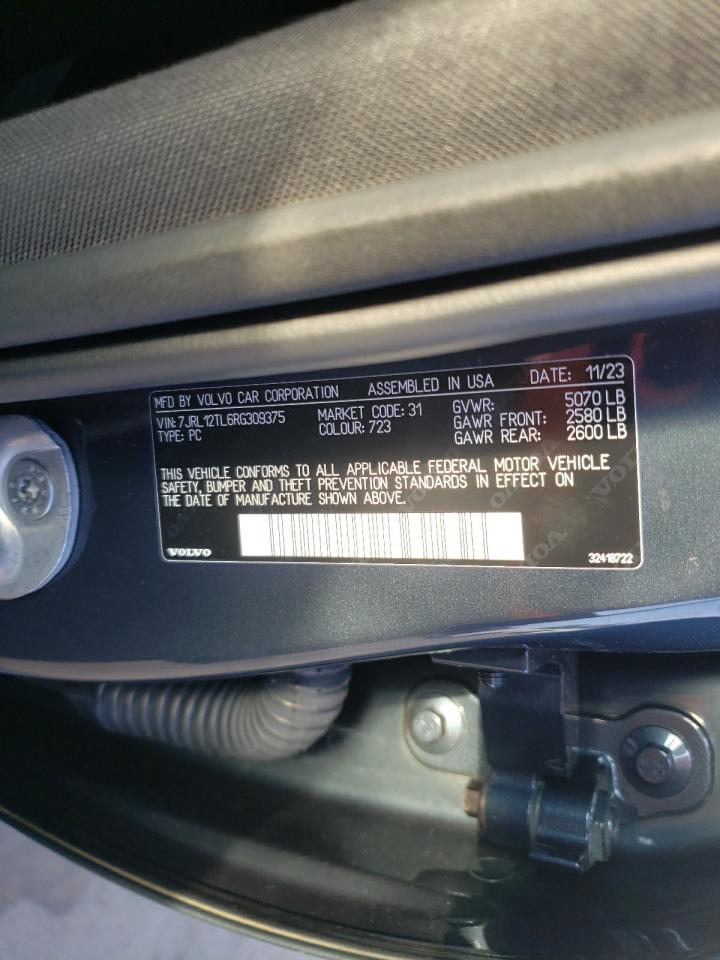 MFD BY VOLVO CAR CORPORATION ASSEMBLED IN USA DATE: 11/23
VIN: 7JRL12TL6RG309375 MARKET CODE: 31 GVWR: 5070 LB
TYPE: PC COLOUR: 723 GAWR FRONT: 2580 LB
GAWR REAR: 2600 LB
THIS VEHICLE CONFORMS TO ALL APPLICABLE FEDERAL MOTOR VEHICLE
SAFETY, BUMPER AND THEFT PREVENTION STANDARDS IN EFFECT ON
THE DATE OF MANUFACTURE SHOWN ABOVE.
VOLVO 32418722